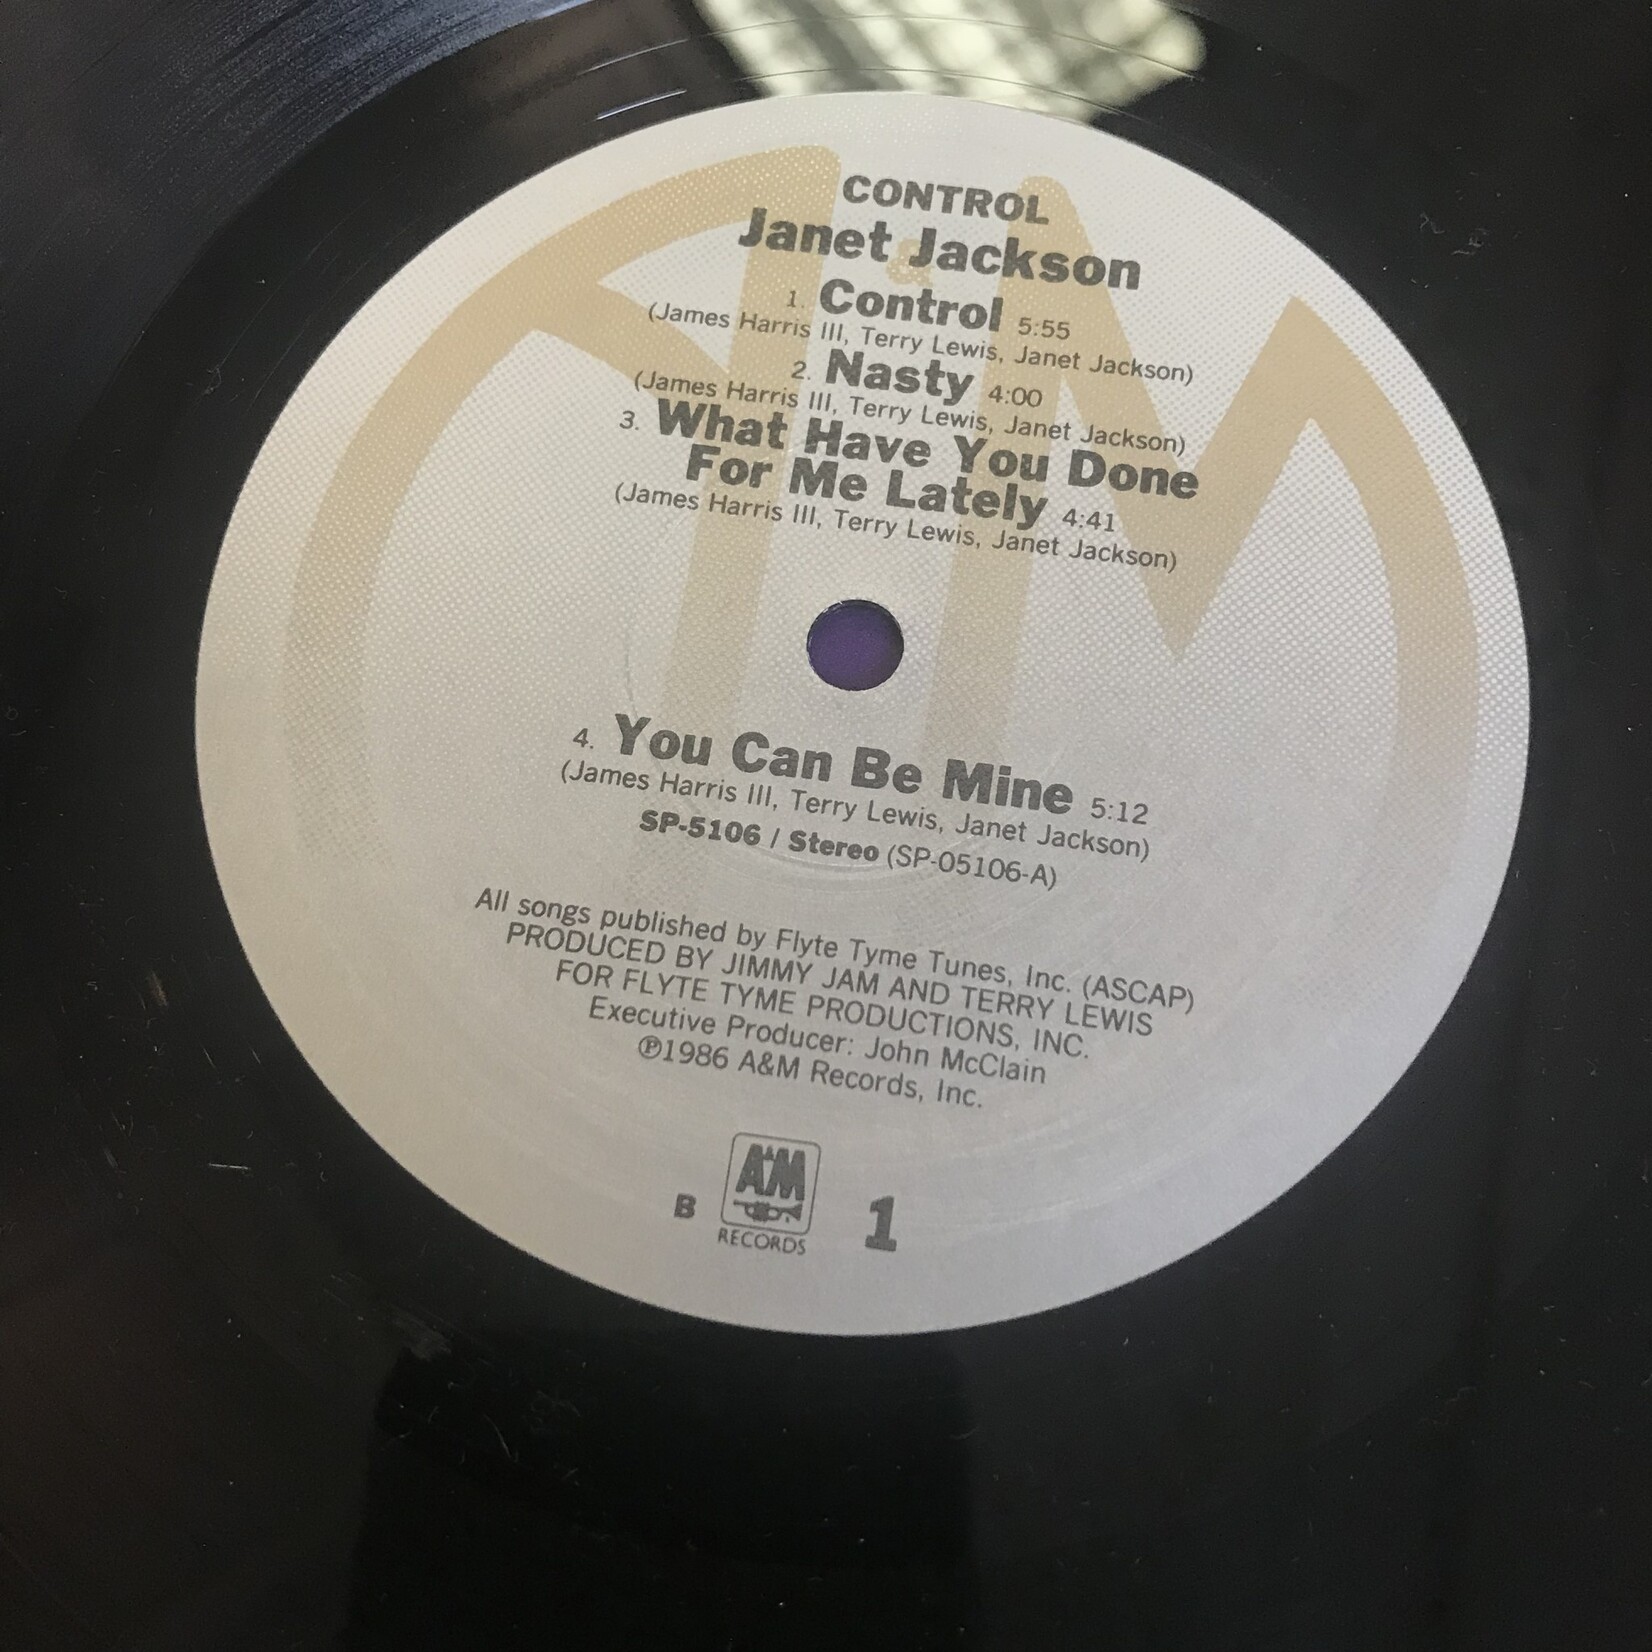 CONTROL
Janet Jackson
1. Control 5:55
(James Harris III, Terry Lewis, Janet Jackson)
2. Nasty 4:00
(James Harris III, Terry Lewis, Janet Jackson)
3. What Have You Done
For Me Lately 4:41
(James Harris III, Terry Lewis, Janet Jackson)
4. You Can Be Mine 5:12
(James Harris III, Terry Lewis, Janet Jackson)
SP-5106 / Stereo (SP-05106-A)
All songs published by Flyte Tyme Tunes, Inc. (ASCAP)
PRODUCED BY JIMMY JAM AND TERRY LEWIS
FOR FLYTE TYME PRODUCTIONS, INC.
Executive Producer: John McClain
℗1986 A&M Records, Inc.
B A&M 1
RECORDS